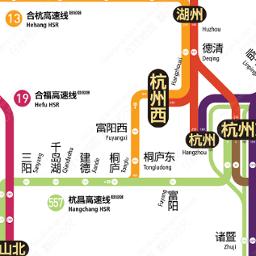 13
合杭高速线
Hehang HSR
湖州
Huzhou
德清
Deqing
杭州西
Hangzhouxi
19
合福高速线
Hefu HSR
富阳西
Fuyangxi
杭州
Hangzhou
杭州
三阳
Sanyang
千岛湖
Qiandaohu
建德
Jiande
桐庐
Tonglu
桐庐东
Tongludong
557
杭昌高速线
Hangchang HSR
富阳
Fuyang
诸暨
Zhuji
山北